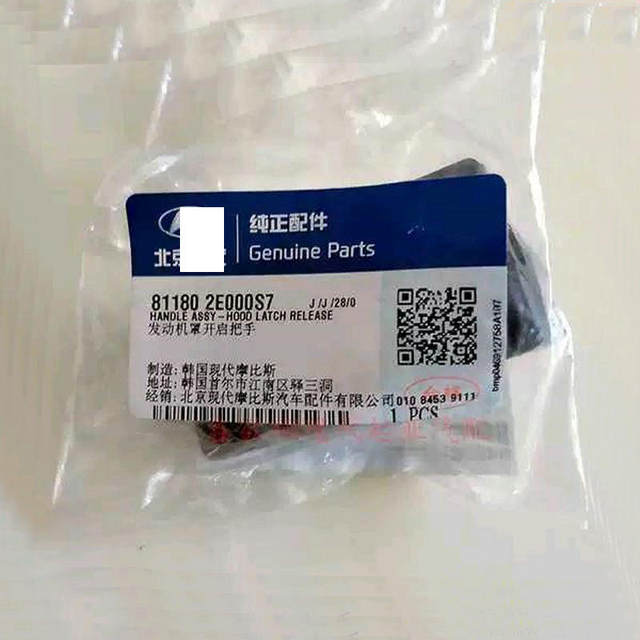 北京
纯正配件
Genuine Parts
81180 2E000S7
J /J /28/0
HANDLE ASSY-HOOD LATCH RELEASE
发动机罩开启把手
制造: 韩国现代摩比斯
地址: 韩国首尔市江南区驿三洞
经销: 北京现代摩比斯汽车配件有限公司 010 8453 9111
1 PCS
合格